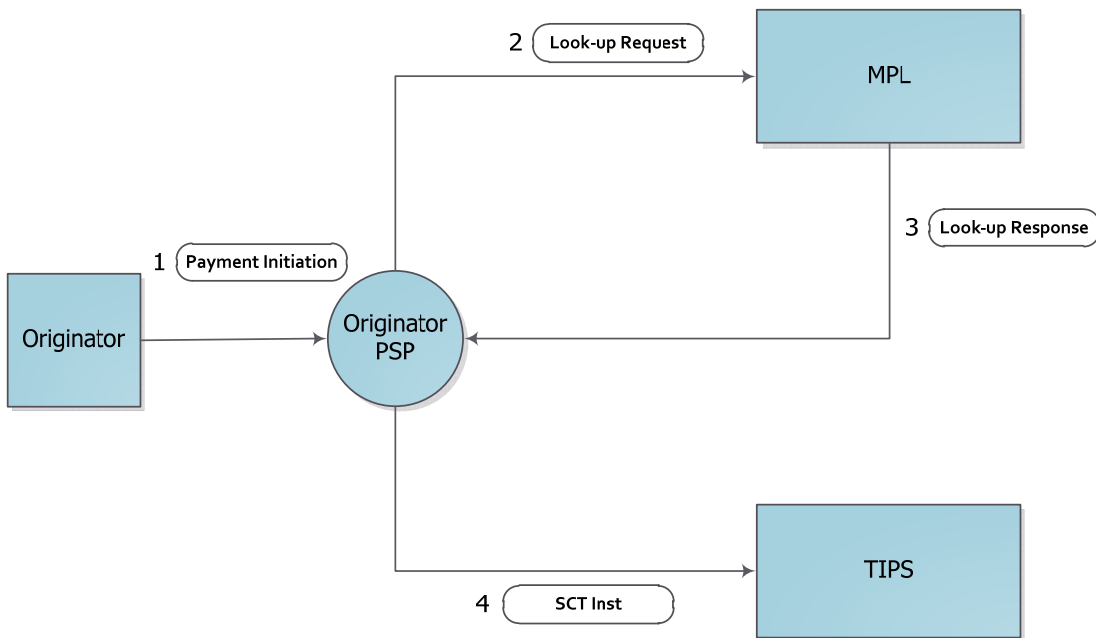 2 Look-up Request
MPL
3 Look-up Response
1 Payment Initiation
Originator
Originator
PSP
TIPS
4 SCT Inst